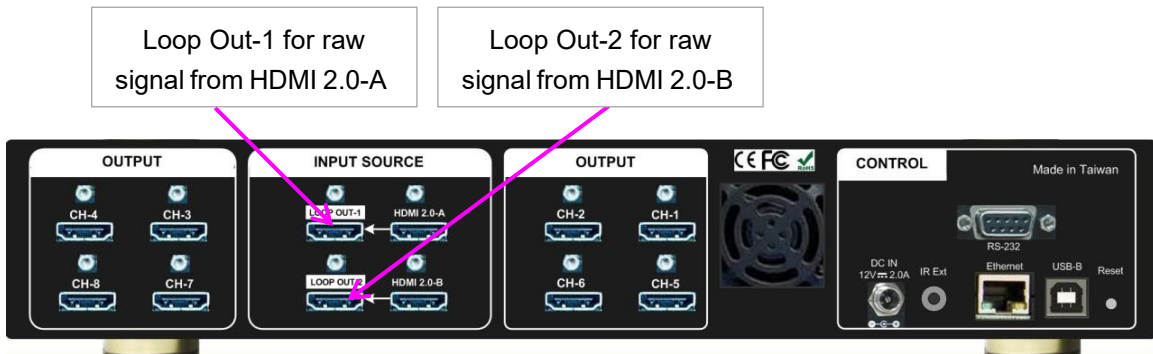 Loop Out-1 for raw
signal from HDMI 2.0-A
Loop Out-2 for raw
signal from HDMI 2.0-B
OUTPUT
CH-4
CH-3
CH-8
CH-7
INPUT SOURCE
LOOP OUT-1
HDMI 2.0-A
LOOP OUT-2
HDMI 2.0-B
OUTPUT
CH-2
CH-1
CH-6
CH-5
CE FC RoHS
CONTROL
Made in Taiwan
RS-232
DC IN
12V⎓2.0A
IR Ext
Ethernet
USB-B
Reset